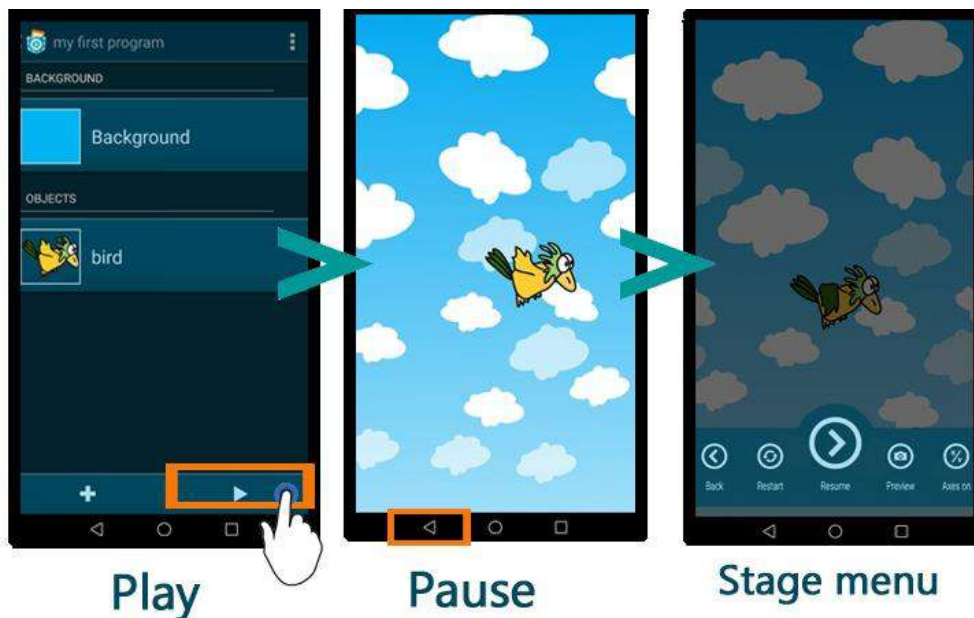 my first program
BACKGROUND
Background
OBJECTS
bird
Back
Restart
Resume
Preview
Axes on
Play
Pause
Stage menu